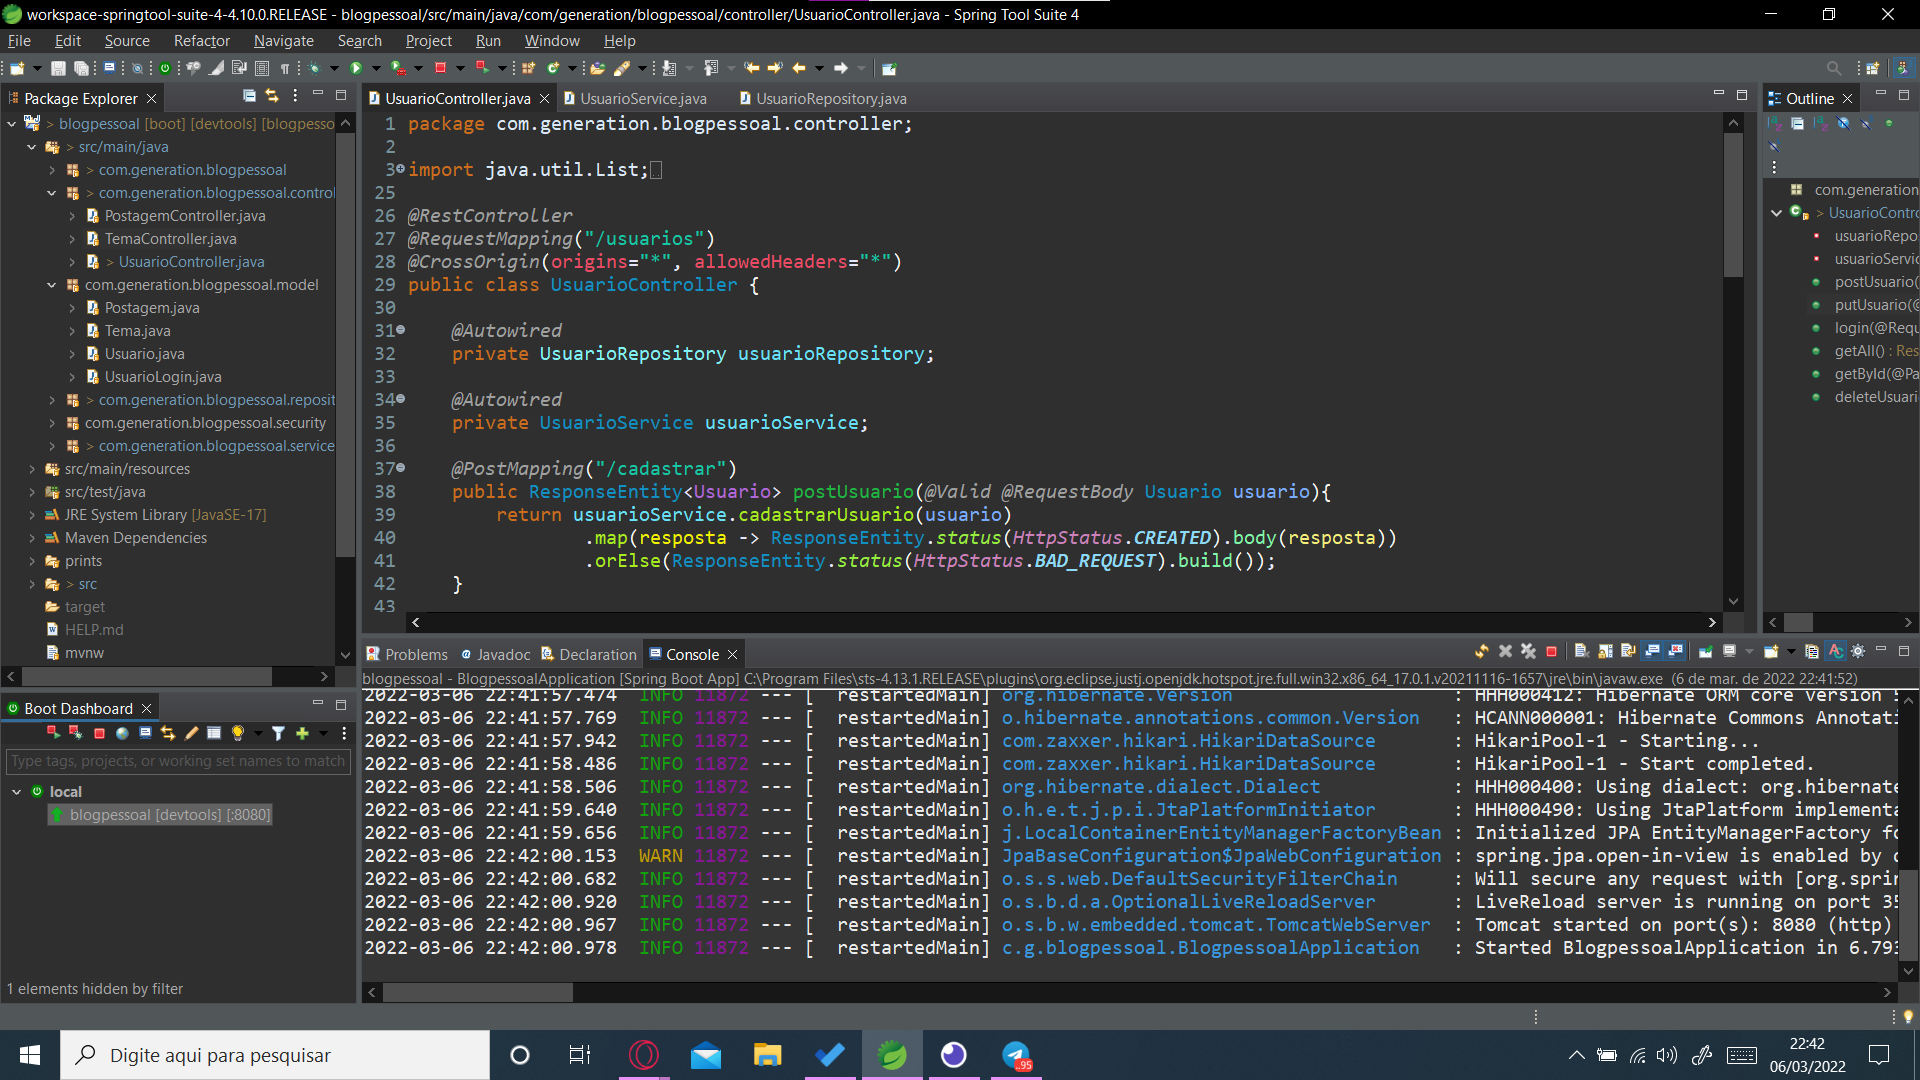 workspace-springtool-suite-4-4.10.0.RELEASE - blogpessoal/src/main/java/com/generation/blogpessoal/controller/UsuarioController.java - Spring Tool Suite 4
File Edit Source Refactor Navigate Search Project Run Window Help
Package Explorer
> blogpessoal [boot] [devtools] [blogpesso
> src/main/java
> com.generation.blogpessoal
> com.generation.blogpessoal.control
PostagemController.java
TemaController.java
> UsuarioController.java
com.generation.blogpessoal.model
Postagem.java
Tema.java
Usuario.java
UsuarioLogin.java
> com.generation.blogpessoal.reposit
com.generation.blogpessoal.security
> com.generation.blogpessoal.service
src/main/resources
src/test/java
JRE System Library [JavaSE-17]
Maven Dependencies
prints
> src
target
HELP.md
mvnw
UsuarioController.java UsuarioService.java UsuarioRepository.java
1 package com.generation.blogpessoal.controller;
2
3 import java.util.List;
25
26 @RestController
27 @RequestMapping("/usuarios")
28 @CrossOrigin(origins="*", allowedHeaders="*")
29 public class UsuarioController {
30
31 @Autowired
32 private UsuarioRepository usuarioRepository;
33
34 @Autowired
35 private UsuarioService usuarioService;
36
37 @PostMapping("/cadastrar")
38 public ResponseEntity<Usuario> postUsuario(@Valid @RequestBody Usuario usuario){
39 return usuarioService.cadastrarUsuario(usuario)
40 .map(resposta -> ResponseEntity.status(HttpStatus.CREATED).body(resposta))
41 .orElse(ResponseEntity.status(HttpStatus.BAD_REQUEST).build());
42 }
43
Outline
com.generation
> UsuarioContro
usuarioRepo
usuarioServic
postUsuario(
putUsuario(@
login(@Requ
getAll() : Res
getById(@Pa
deleteUsuari
Boot Dashboard
Type tags, projects, or working set names to match
local
blogpessoal [devtools] [:8080]
1 elements hidden by filter
Problems Javadoc Declaration Console
blogpessoal - BlogpessoalApplication [Spring Boot App] C:\Program Files\sts-4.13.1.RELEASE\plugins\org.eclipse.justj.openjdk.hotspot.jre.full.win32.x86_64_17.0.1.v20211116-1657\jre\bin\javaw.exe (6 de mar. de 2022 22:41:52)
2022-03-06 22:41:57.474 INFO 11872 --- [ restartedMain] org.hibernate.Version : HHH000412: Hibernate ORM core version 5
2022-03-06 22:41:57.769 INFO 11872 --- [ restartedMain] o.hibernate.annotations.common.Version : HCANN000001: Hibernate Commons Annotati
2022-03-06 22:41:57.942 INFO 11872 --- [ restartedMain] com.zaxxer.hikari.HikariDataSource : HikariPool-1 - Starting...
2022-03-06 22:41:58.486 INFO 11872 --- [ restartedMain] com.zaxxer.hikari.HikariDataSource : HikariPool-1 - Start completed.
2022-03-06 22:41:58.506 INFO 11872 --- [ restartedMain] org.hibernate.dialect.Dialect : HHH000400: Using dialect: org.hibernate
2022-03-06 22:41:59.640 INFO 11872 --- [ restartedMain] o.h.e.t.j.p.i.JtaPlatformInitiator : HHH000490: Using JtaPlatform implementa
2022-03-06 22:41:59.656 INFO 11872 --- [ restartedMain] j.LocalContainerEntityManagerFactoryBean : Initialized JPA EntityManagerFactory fo
2022-03-06 22:42:00.153 WARN 11872 --- [ restartedMain] JpaBaseConfiguration$JpaWebConfiguration : spring.jpa.open-in-view is enabled by d
2022-03-06 22:42:00.682 INFO 11872 --- [ restartedMain] o.s.s.web.DefaultSecurityFilterChain : Will secure any request with [org.sprin
2022-03-06 22:42:00.920 INFO 11872 --- [ restartedMain] o.s.b.d.a.OptionalLiveReloadServer : LiveReload server is running on port 35
2022-03-06 22:42:00.967 INFO 11872 --- [ restartedMain] o.s.b.w.embedded.tomcat.TomcatWebServer : Tomcat started on port(s): 8080 (http)
2022-03-06 22:42:00.978 INFO 11872 --- [ restartedMain] c.g.blogpessoal.BlogpessoalApplication : Started BlogpessoalApplication in 6.793
Digite aqui para pesquisar
95
22:42
06/03/2022